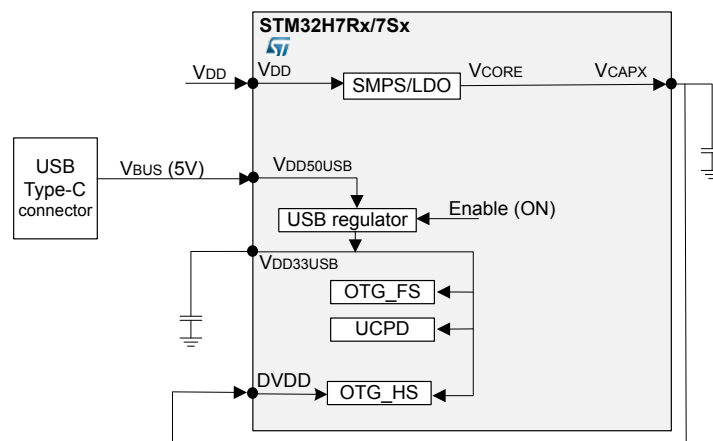 STM32H7Rx/7Sx
ST
VDD
VDD
SMPS/LDO
VCORE
VCAPX
USB
Type-C
connector
VBUS (5V)
VDD50USB
USB regulator
Enable (ON)
VDD33USB
OTG_FS
UCPD
DVDD
OTG_HS